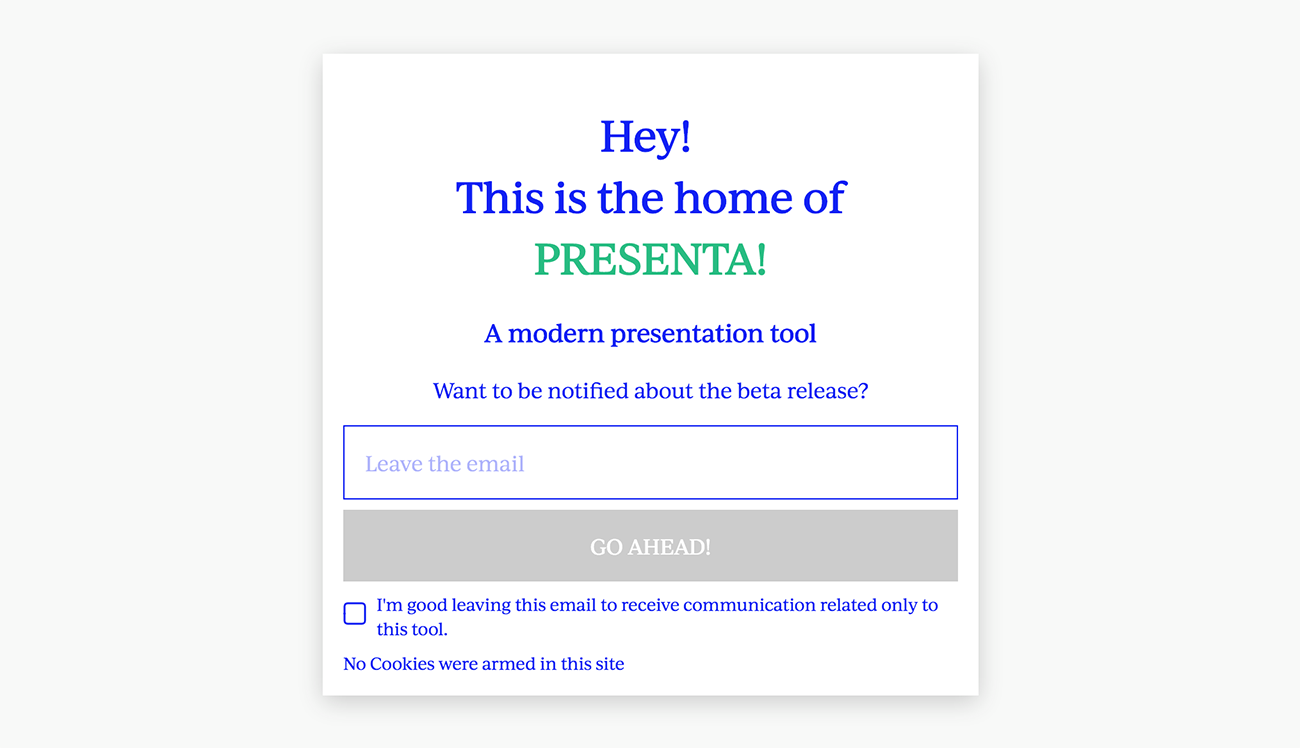 Hey!
This is the home of
PRESENTA!
A modern presentation tool
Want to be notified about the beta release?
Leave the email
GO AHEAD!
I'm good leaving this email to receive communication related only to
this tool.
No Cookies were armed in this site